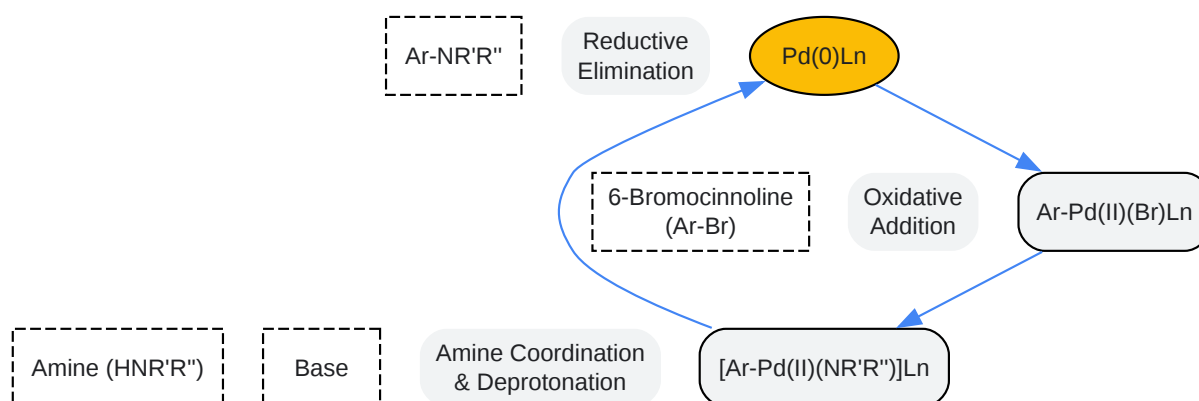 Ar-NR'R"
Reductive
Elimination
Pd(0)Ln
6-Bromocinnoline
(Ar-Br)
Oxidative
Addition
Ar-Pd(II)(Br)Ln
Amine (HNR'R")
Base
Amine Coordination
& Deprotonation
[Ar-Pd(II)(NR'R")]Ln